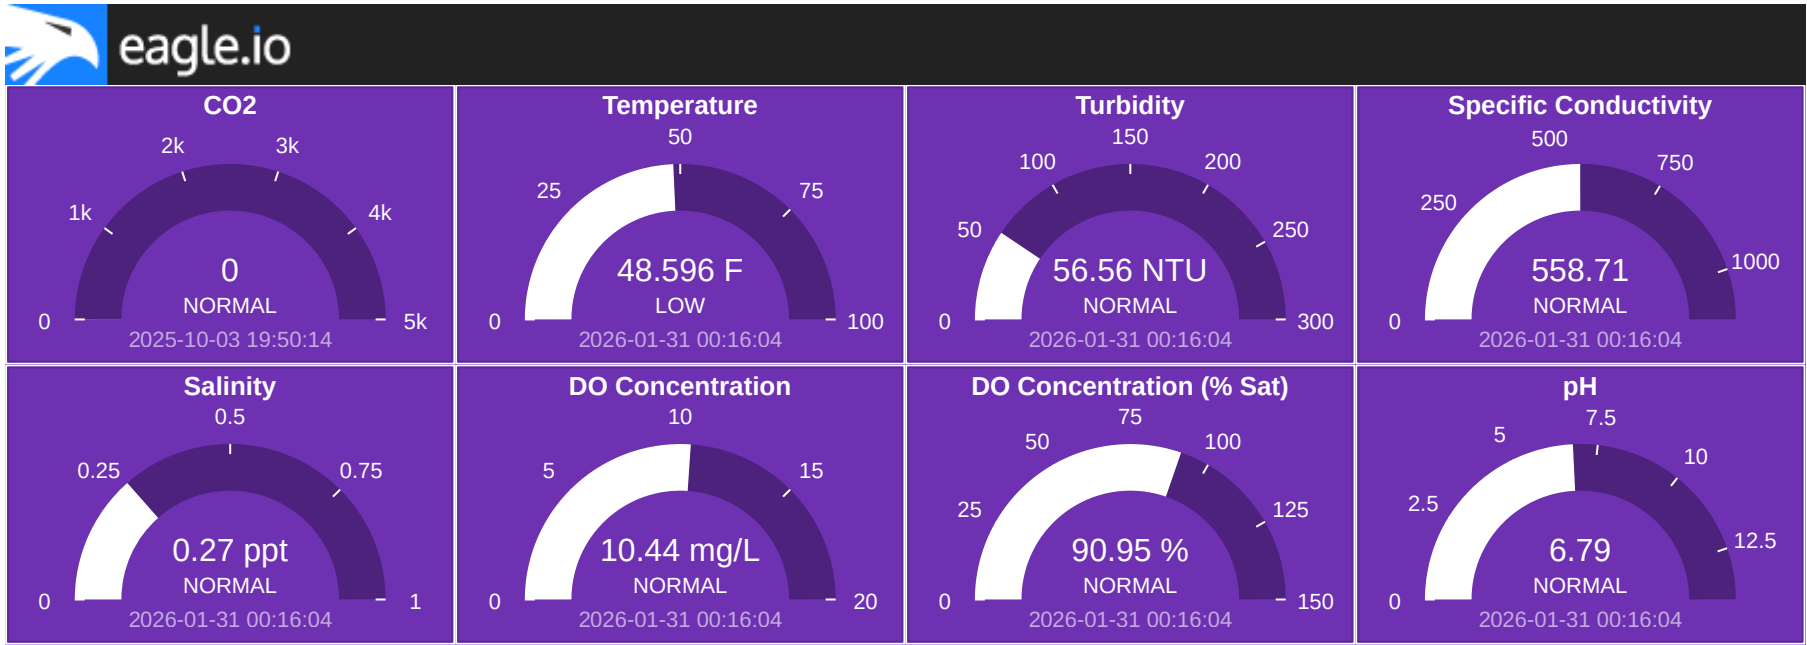 eagle.io
CO2
2k
3k
1k
4k
0
5k
0
NORMAL
2025-10-03 19:50:14
Temperature
50
25
75
0
100
48.596 F
LOW
2026-01-31 00:16:04
Turbidity
150
100
200
50
250
0
300
56.56 NTU
NORMAL
2026-01-31 00:16:04
Specific Conductivity
500
750
250
1000
0
558.71
NORMAL
2026-01-31 00:16:04
Salinity
0.5
0.25
0.75
0
1
0.27 ppt
NORMAL
2026-01-31 00:16:04
DO Concentration
10
5
15
0
20
10.44 mg/L
NORMAL
2026-01-31 00:16:04
DO Concentration (% Sat)
75
50
100
25
125
0
150
90.95 %
NORMAL
2026-01-31 00:16:04
pH
7.5
5
10
2.5
12.5
0
6.79
NORMAL
2026-01-31 00:16:04